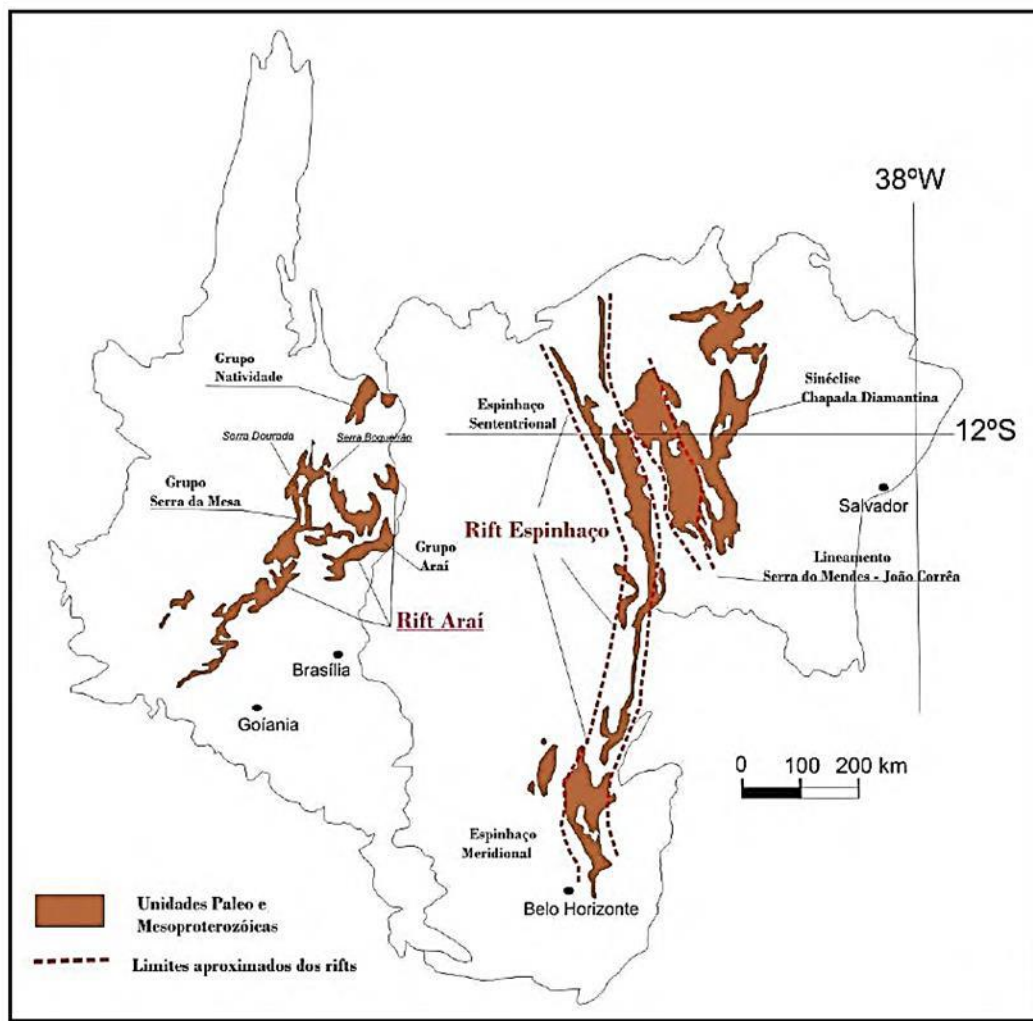 38ºW
Grupo
Natividade
Serra Dourada
Serra Boqueirão
Espinhaço
Sententrional
Sinéclise
Chapada Diamantina
12ºS
Grupo
Serra da Mesa
Salvador
Rift Espinhaço
Grupo
Araí
Lineamento
Serra do Mendes - João Corrêa
Rift Araí
Brasília
Goíania
0 100 200 km
Espinhaço
Meridional
Belo Horizonte
Unidades Paleo e
Mesoproterozóicas
Limites aproximados dos rifts